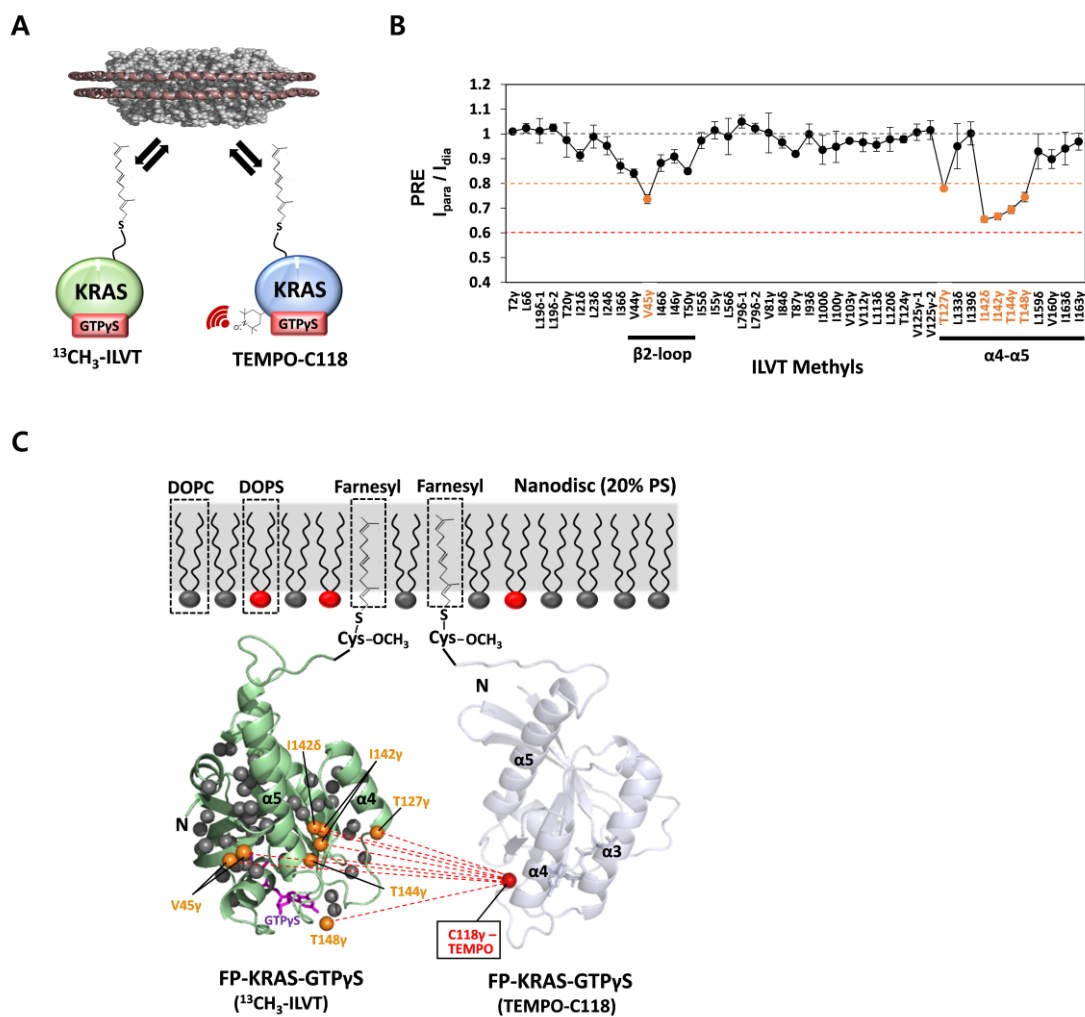 A
S
S
KRAS
KRAS
GTPγS
GTPγS
¹³CH₃-ILVT
TEMPO-C118
B
PRE
Ipara / Idia
1.2
1.1
1
0.9
0.8
0.7
0.6
0.5
0.4
T2γ
L6δ
L19δ-1
L19δ-2
T20γ
I21δ
L23δ
I24δ
I36δ
V44γ
V45γ
I46δ
I46γ
T50γ
I55δ
I55γ
L56δ
L79δ-1
L79δ-2
V81γ
I84δ
T87γ
I93δ
I100δ
I100γ
V103γ
V112γ
L113δ
L120δ
T124γ
V125γ-1
V125γ-2
T127γ
L133δ
I139δ
I142δ
I142γ
T144γ
T148γ
L159δ
V160γ
I163δ
I163γ
β2-loop
α4-α5
ILVT Methyls
C
DOPC DOPS Farnesyl Farnesyl Nanodisc (20% PS)
S
S
Cys–OCH₃
Cys–OCH₃
N
I142δ
I142γ
α5
α5
α4
T127γ
N
α3
α4
V45γ
T144γ
GTPγS
T148γ
C118γ –
TEMPO
FP-KRAS-GTPγS
(¹³CH₃-ILVT)
FP-KRAS-GTPγS
(TEMPO-C118)